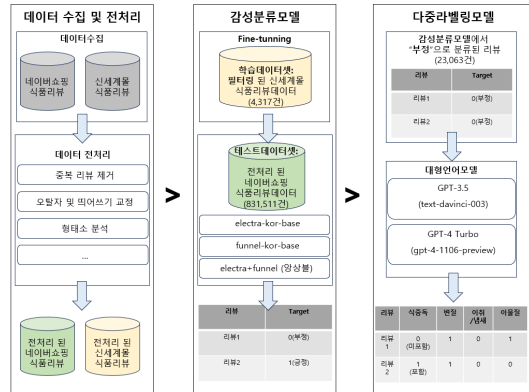 데이터 수집 및 전처리
데이터수집
네이버쇼핑
식품리뷰
신세계몰
식품리뷰
데이터 전처리
중복 리뷰 제거
오탈자 및 띄어쓰기 교정
형태소 분석
...
전처리 된
네이버쇼핑
식품리뷰
전처리 된
신세계몰
식품리뷰
>
감성분류모델
Fine-tunning
학습데이터셋:
필터링 된 신세계몰
식품리뷰데이터
(4,317건)
테스트데이터셋:
전처리 된
네이버쇼핑
식품리뷰데이터
(831,511건)
electra-kor-base
funnel-kor-base
electra+funnel (앙상블)
리뷰 Target
리뷰1 0(부정)
리뷰2 1(긍정)
>
다중라벨링모델
감성분류모델에서
"부정"으로 분류된 리뷰
(23,063건)
리뷰 Target
리뷰1 0(부정)
리뷰2 0(부정)
대형언어모델
GPT-3.5
(text-davinci-003)
GPT-4 Turbo
(gpt-4-1106-preview)
리뷰 식중독 변질 이취 이물질
/냄새
리뷰 0 1 0 1
1 (미포함)
리뷰 1 1 0 0
2 (포함)